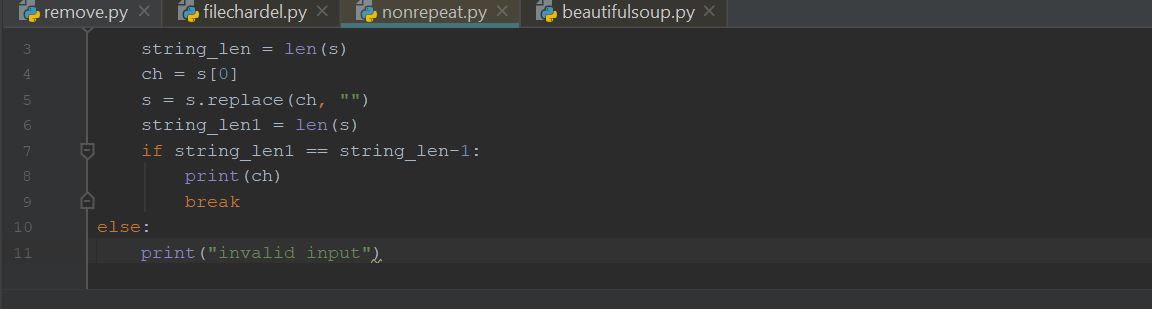 remove.py × filechardel.py × nonrepeat.py × beautifulsoup.py ×
3 string_len = len(s)
4 ch = s[0]
5 s = s.replace(ch, "")
6 string_len1 = len(s)
7 if string_len1 == string_len-1:
8 print(ch)
9 break
10 else:
11 print("invalid input")